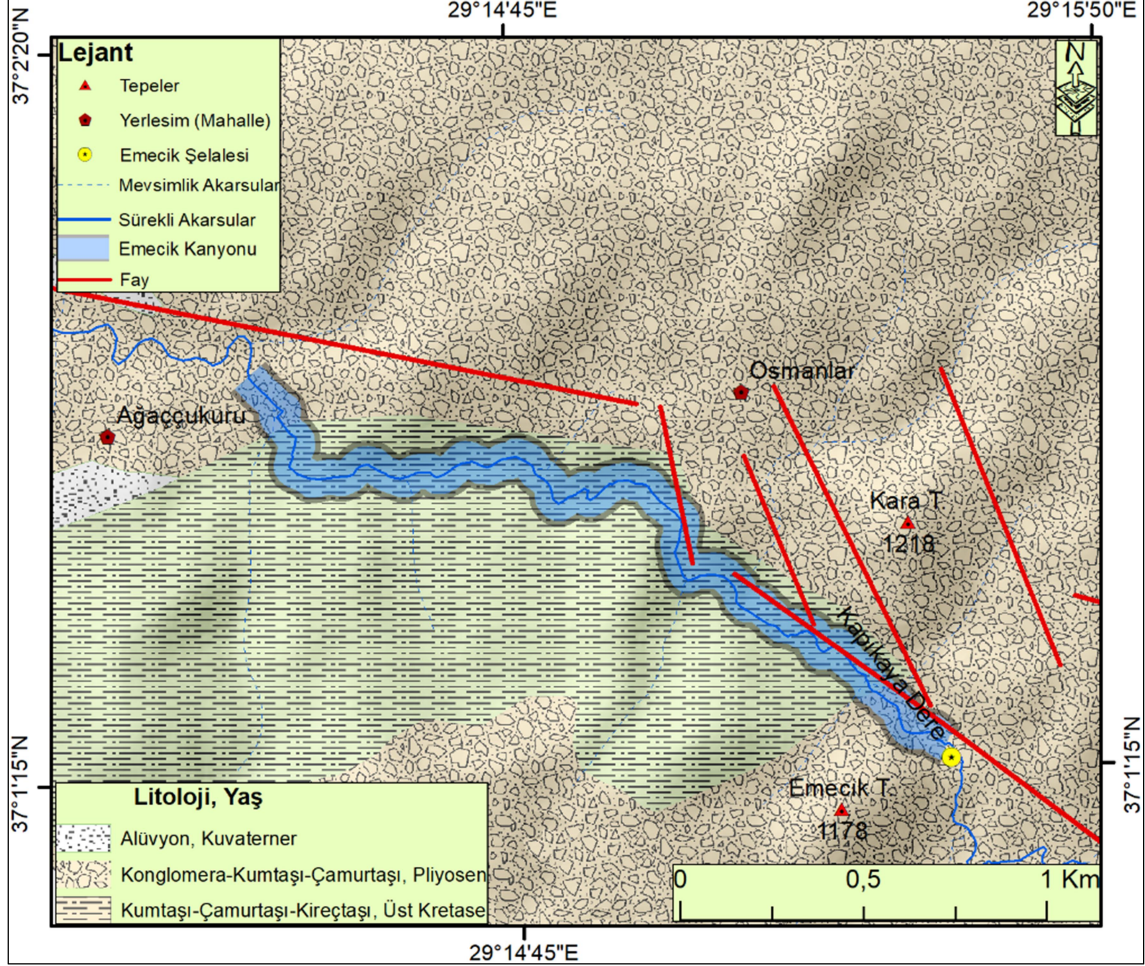 29°14'45"E
29°15'50"E
37°2'20"N
Lejant
Tepeler
Yerlesim (Mahalle)
Emecik Şelalesi
Mevsimlik Akarsular
Sürekli Akarsular
Emecik Kanyonu
Fay
N
Osmanlar
Ağaççukuru
Kara T.
1218
Kapıkaya Dere
Emecik T.
1178
37°1'15"N
37°1'15"N
Litoloji, Yaş
Alüvyon, Kuvaterner
Konglomera-Kumtaşı-Çamurtaşı, Pliyosen
Kumtaşı-Çamurtaşı-Kireçtaşı, Üst Kretase
0 0,5 1 Km
29°14'45"E